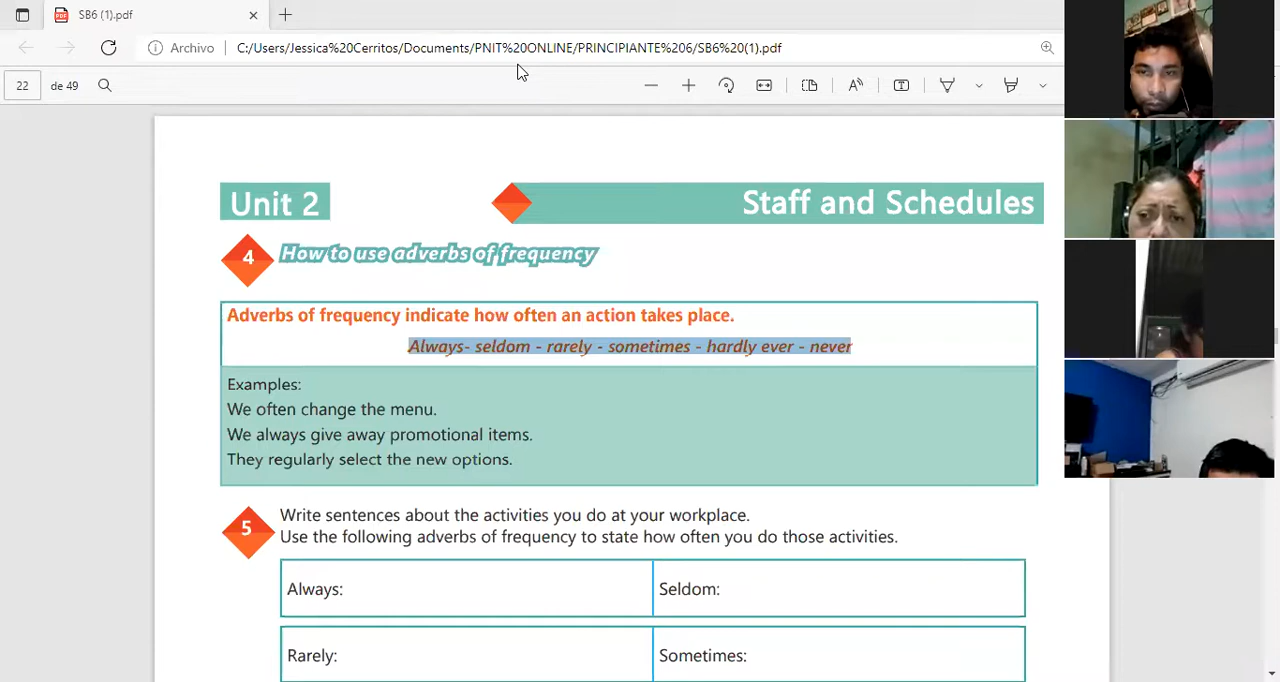 SB6 (1).pdf
Archivo
C:/Users/Jessica%20Cerritos/Documents/PNIT%20ONLINE/PRINCIPIANTE%206/SB6%20(1).pdf
22 de 49
Unit 2
Staff and Schedules
4 How to use adverbs of frequency
Adverbs of frequency indicate how often an action takes place.
Always- seldom - rarely - sometimes - hardly ever - never
Examples:
We often change the menu.
We always give away promotional items.
They regularly select the new options.
5 Write sentences about the activities you do at your workplace.
Use the following adverbs of frequency to state how often you do those activities.
Always:
Seldom:
Rarely:
Sometimes: